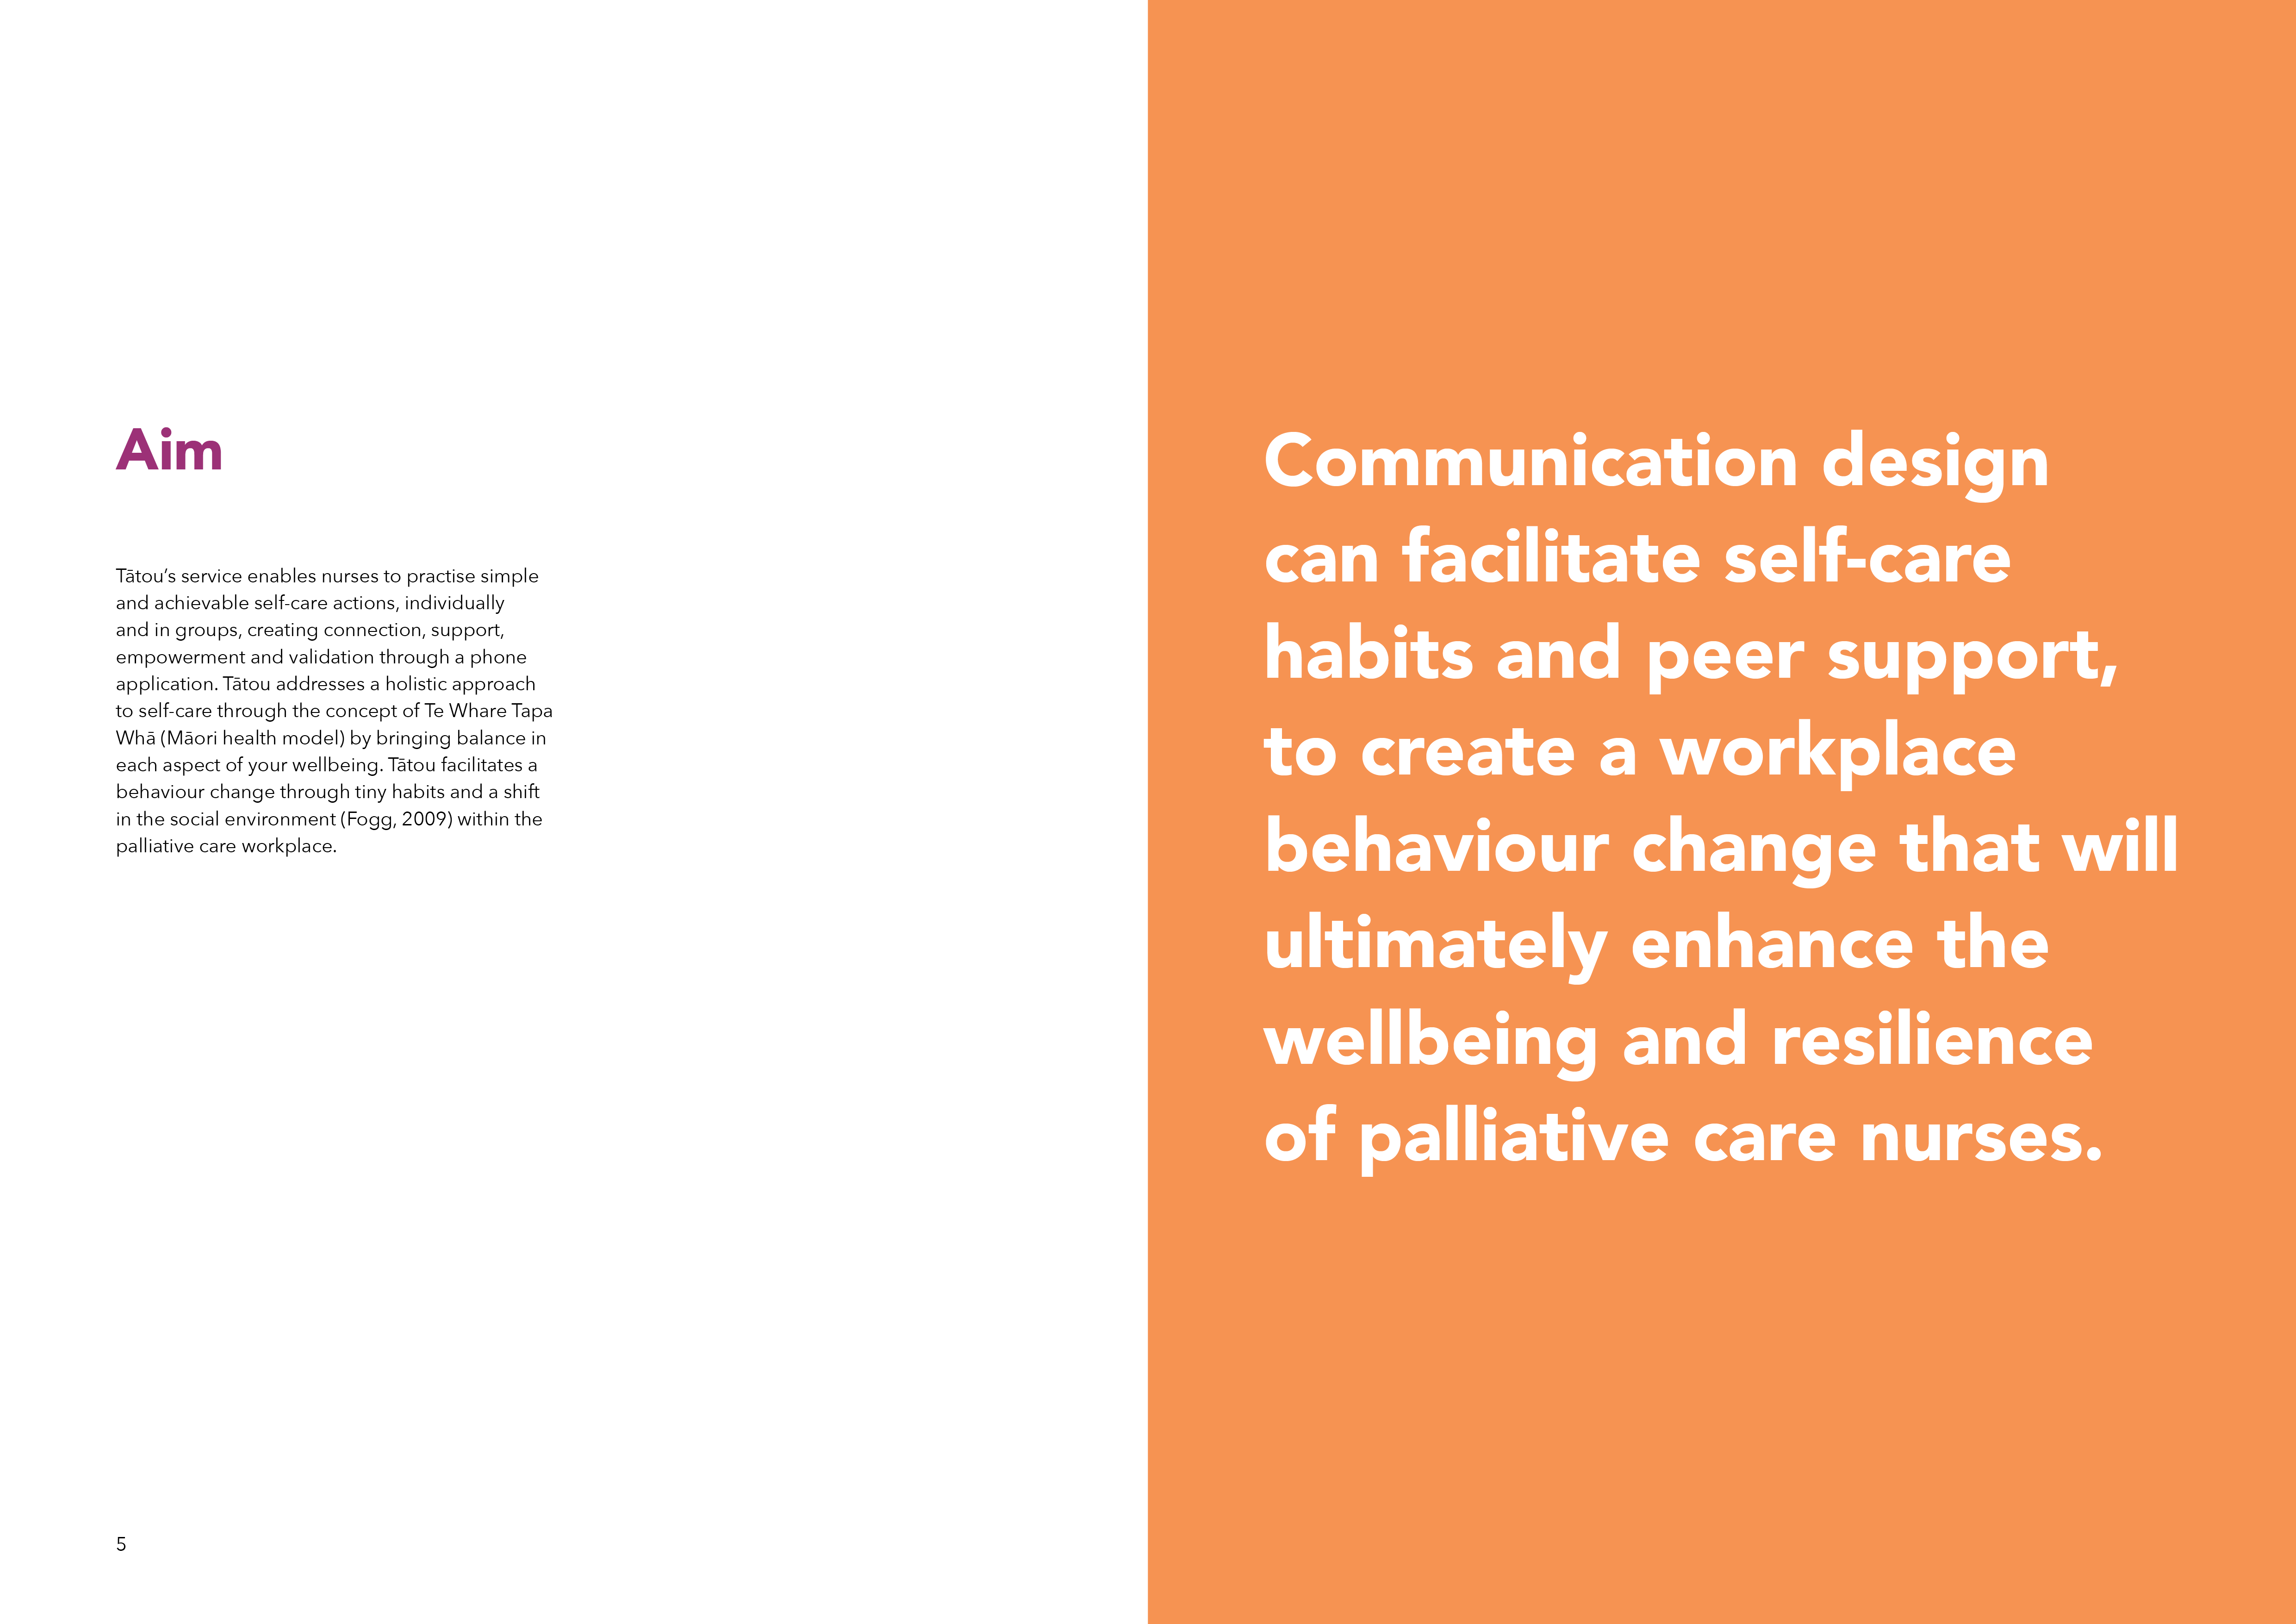 Aim
Tātou’s service enables nurses to practise simple
and achievable self-care actions, individually
and in groups, creating connection, support,
empowerment and validation through a phone
application. Tātou addresses a holistic approach
to self-care through the concept of Te Whare Tapa
Whā (Māori health model) by bringing balance in
each aspect of your wellbeing. Tātou facilitates a
behaviour change through tiny habits and a shift
in the social environment (Fogg, 2009) within the
palliative care workplace.
5
Communication design
can facilitate self-care
habits and peer support,
to create a workplace
behaviour change that will
ultimately enhance the
wellbeing and resilience
of palliative care nurses.